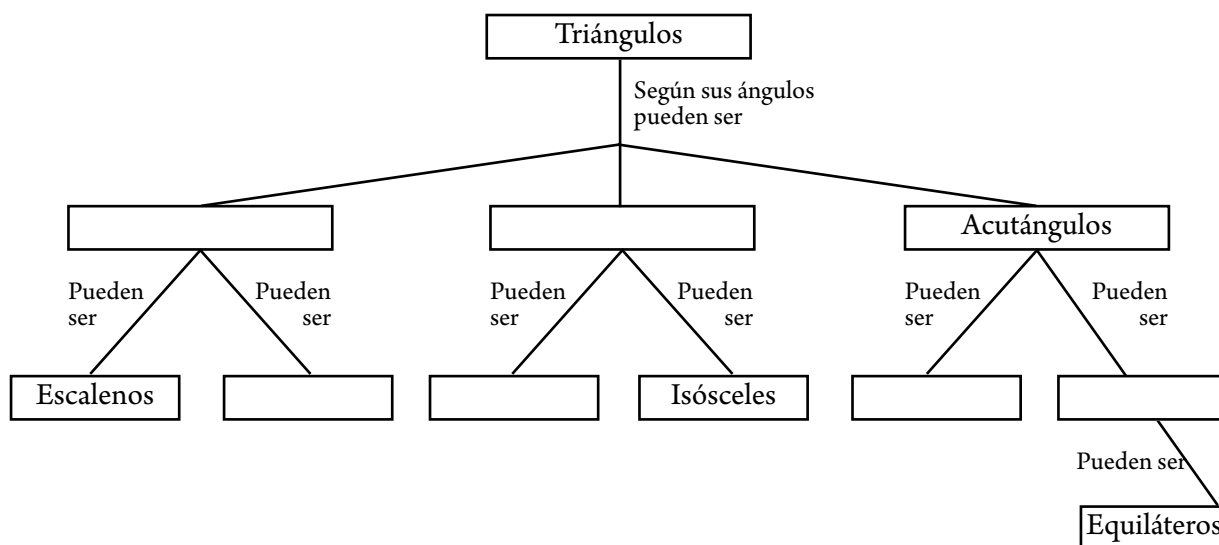 Triángulos
Según sus ángulos
pueden ser
Acutángulos
Pueden
ser
Pueden
ser
Pueden
ser
Pueden
ser
Pueden
ser
Pueden
ser
Escalenos
Isósceles
Pueden ser
Equiláteros